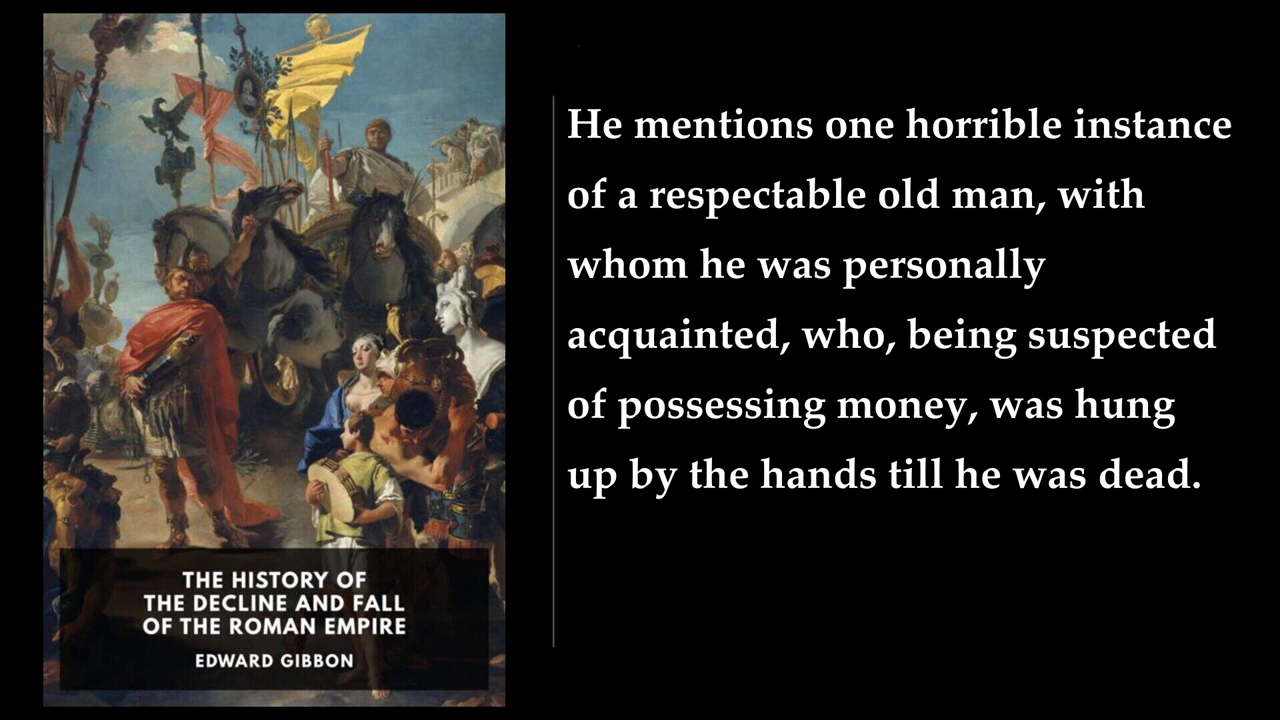 He mentions one horrible instance
of a respectable old man, with
whom he was personally
acquainted, who, being suspected
of possessing money, was hung
up by the hands till he was dead.
THE HISTORY OF
THE DECLINE AND FALL
OF THE ROMAN EMPIRE
EDWARD GIBBON